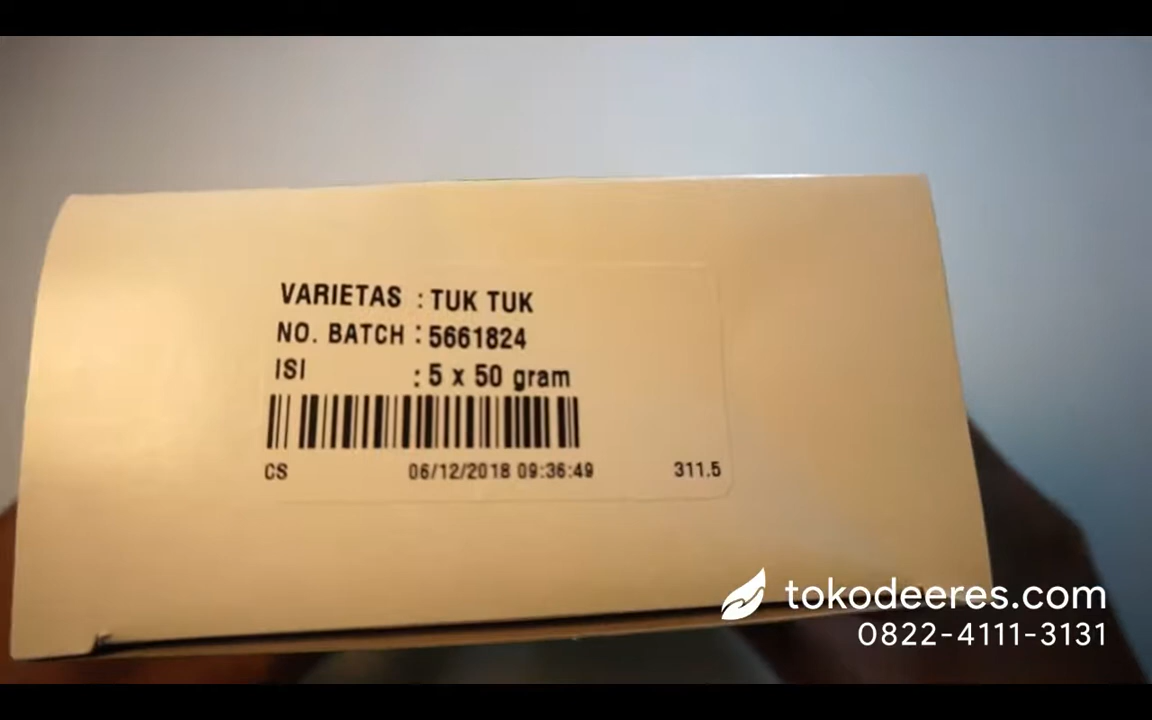 VARIETAS : TUK TUK
NO. BATCH : 5661824
ISI : 5 x 50 gram
CS 06/12/2018 09:36:49 311.5
tokodeeres.com
0822-4111-3131